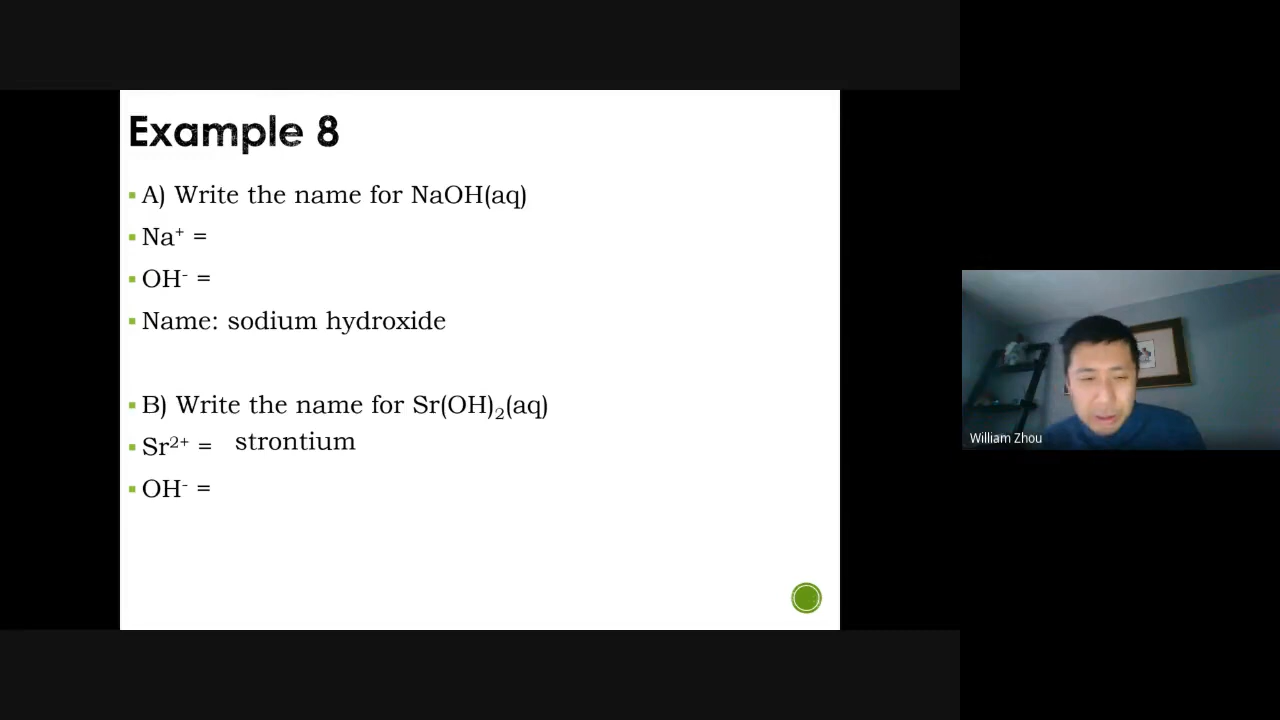 Example 8
A) Write the name for NaOH(aq)
Na⁺ =
OH⁻ =
Name: sodium hydroxide
B) Write the name for Sr(OH)₂(aq)
Sr²⁺ = strontium
OH⁻ =
William Zhou